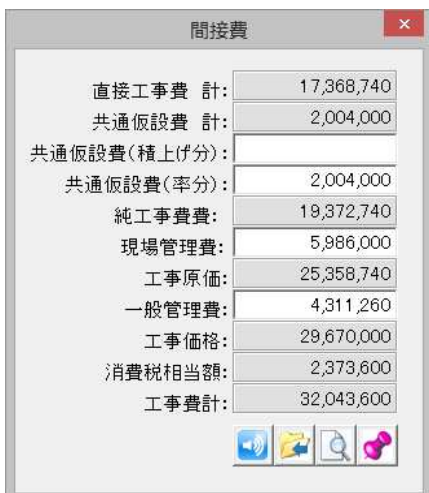 間接費
直接工事費 計: 17,368,740
共通仮設費 計: 2,004,000
共通仮設費(積上げ分):
共通仮設費(率分): 2,004,000
純工事費費: 19,372,740
現場管理費: 5,986,000
工事原価: 25,358,740
一般管理費: 4,311,260
工事価格: 29,670,000
消費税相当額: 2,373,600
工事費計: 32,043,600